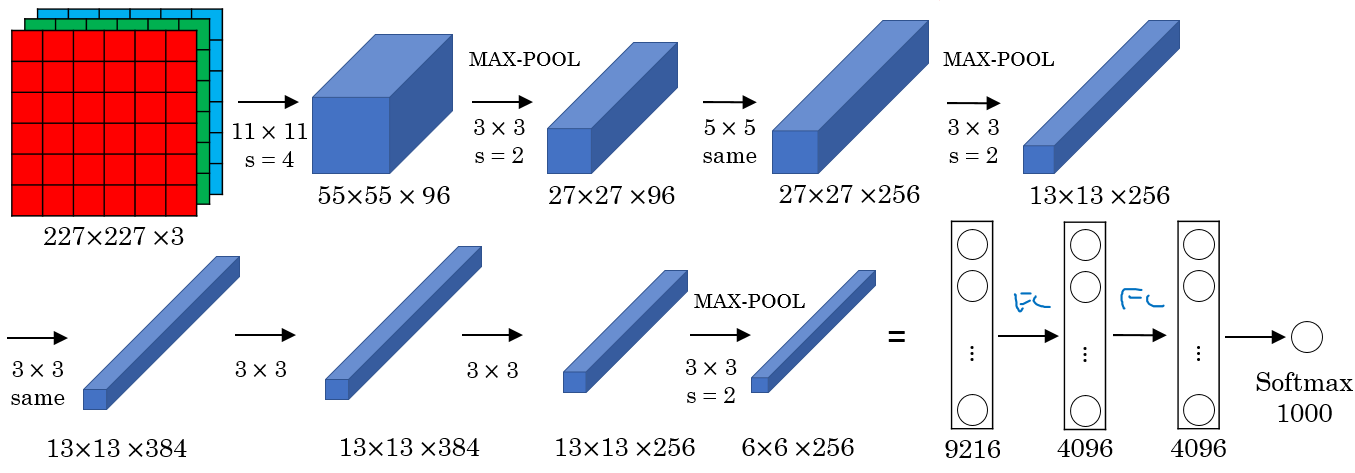 227×227 ×3
11 × 11
s = 4
55×55 × 96
MAX-POOL
3 × 3
s = 2
27×27 ×96
5 × 5
same
27×27 ×256
MAX-POOL
3 × 3
s = 2
13×13 ×256
3 × 3
same
13×13 ×384
3 × 3
13×13 ×384
3 × 3
13×13 ×256
MAX-POOL
3 × 3
s = 2
6×6 ×256
=
⋮
9216
FC
⋮
4096
FC
⋮
4096
Softmax
1000